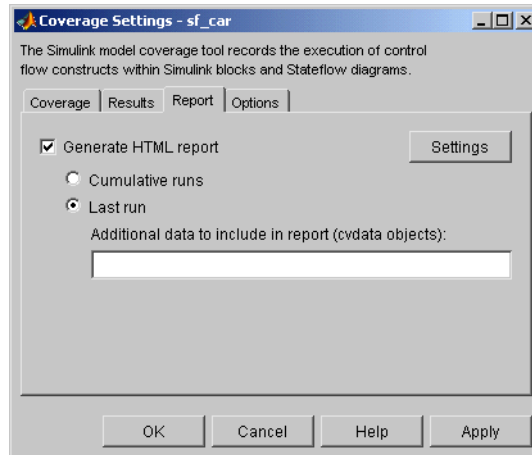 Coverage Settings - sf_car
The Simulink model coverage tool records the execution of control
flow constructs within Simulink blocks and Stateflow diagrams.
Coverage Results Report Options
Generate HTML report Settings
Cumulative runs
Last run
Additional data to include in report (cvdata objects):
OK Cancel Help Apply